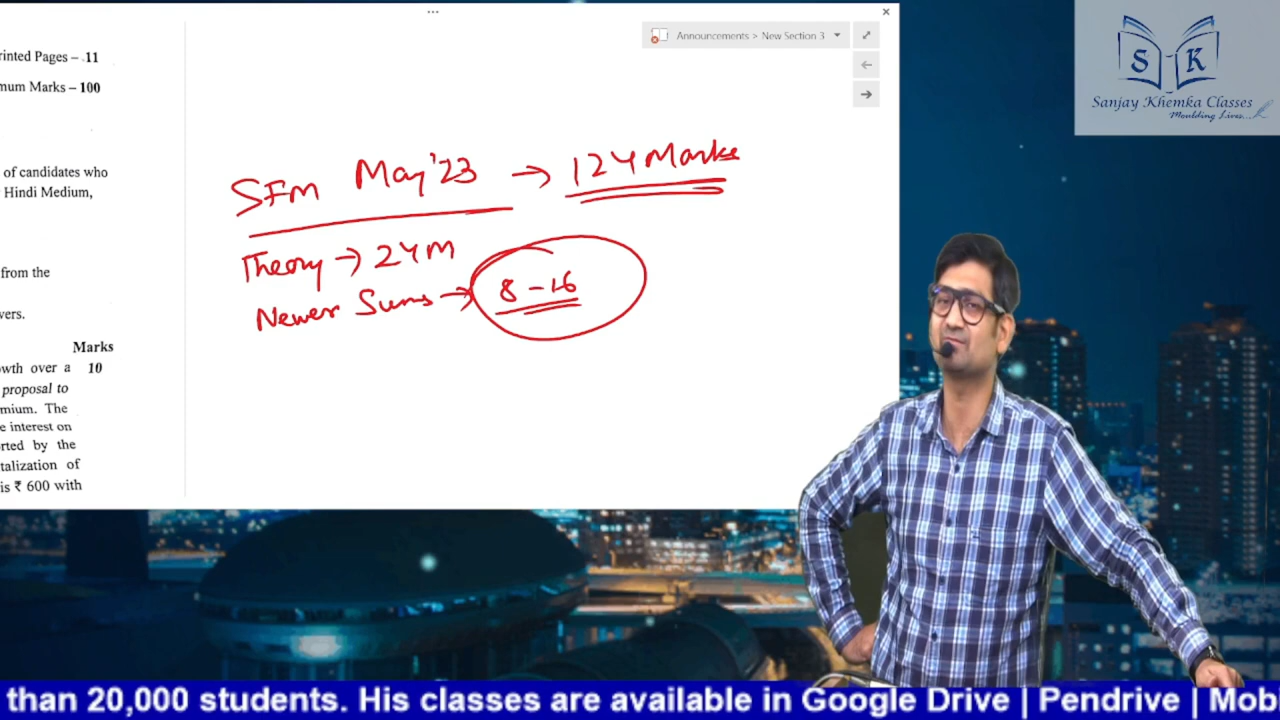 Announcements > New Section 3
rinted Pages – 11
mum Marks – 100
of candidates who
Hindi Medium,
from the
vers.
Marks
wth over a 10
proposal to
mium. The
e interest on
rted by the
talization of
is ₹ 600 with
SFM May'23 → 124 Marks
Theory → 24M
Newer Sums → 8-16
S K
Sanjay Khemka Classes
Moulding Lives...
than 20,000 students. His classes are available in Google Drive | Pendrive | Mob